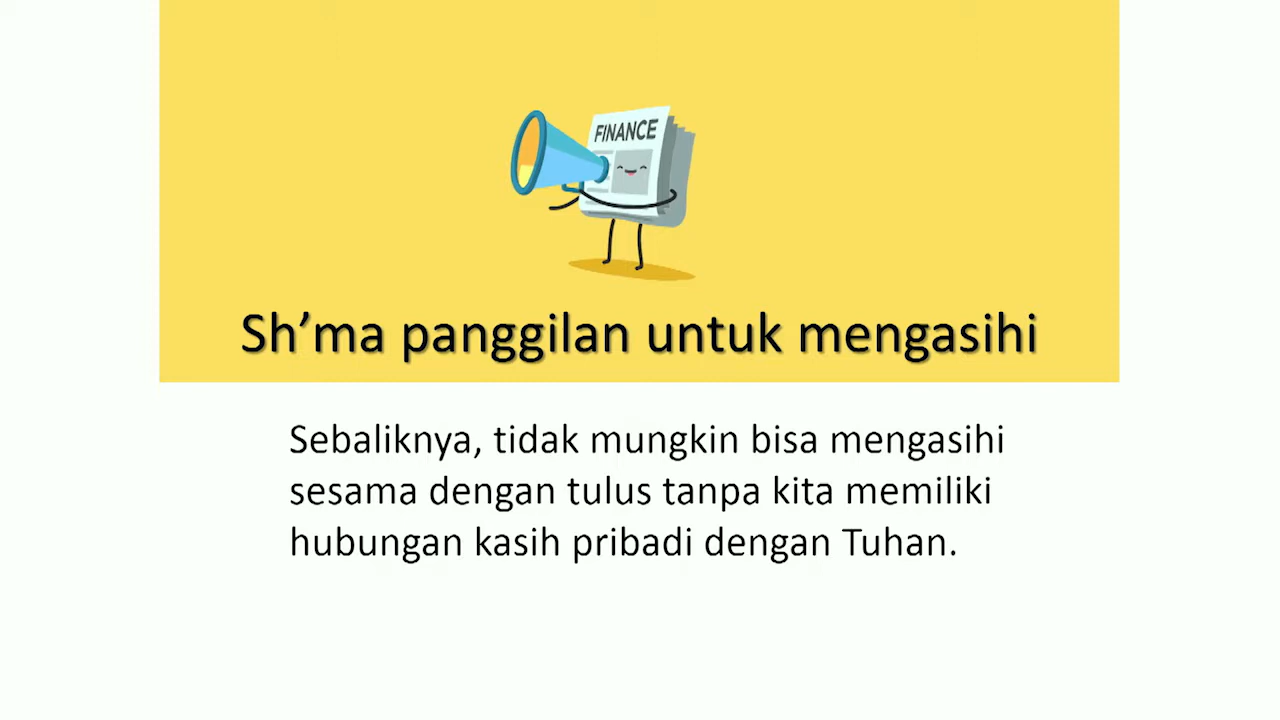 FINANCE
Sh’ma panggilan untuk mengasihi
Sebaliknya, tidak mungkin bisa mengasihi
sesama dengan tulus tanpa kita memiliki
hubungan kasih pribadi dengan Tuhan.